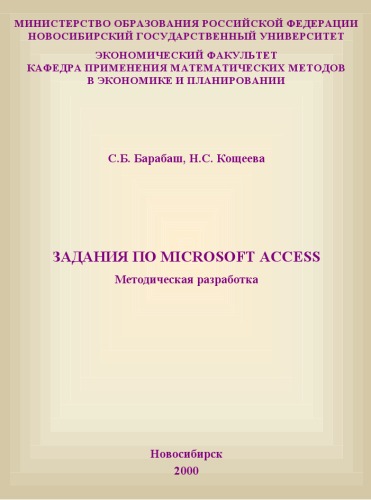 МИНИСТЕРСТВО ОБРАЗОВАНИЯ РОССИЙСКОЙ ФЕДЕРАЦИИ
НОВОСИБИРСКИЙ ГОСУДАРСТВЕННЫЙ УНИВЕРСИТЕТ
ЭКОНОМИЧЕСКИЙ ФАКУЛЬТЕТ
КАФЕДРА ПРИМЕНЕНИЯ МАТЕМАТИЧЕСКИХ МЕТОДОВ
В ЭКОНОМИКЕ И ПЛАНИРОВАНИИ
С.Б. Барабаш, Н.С. Кощеева
ЗАДАНИЯ ПО MICROSOFT ACCESS
Методическая разработка
Новосибирск
2000